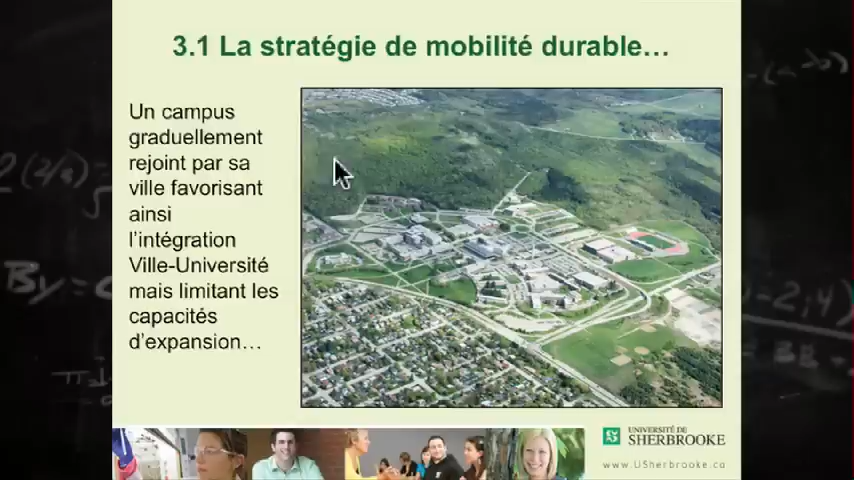 3.1 La stratégie de mobilité durable…
Un campus
graduellement
rejoint par sa
ville favorisant
ainsi
l'intégration
Ville-Université
mais limitant les
capacités
d'expansion…
UNIVERSITÉ DE
SHERBROOKE
www.USherbrooke.ca
By=